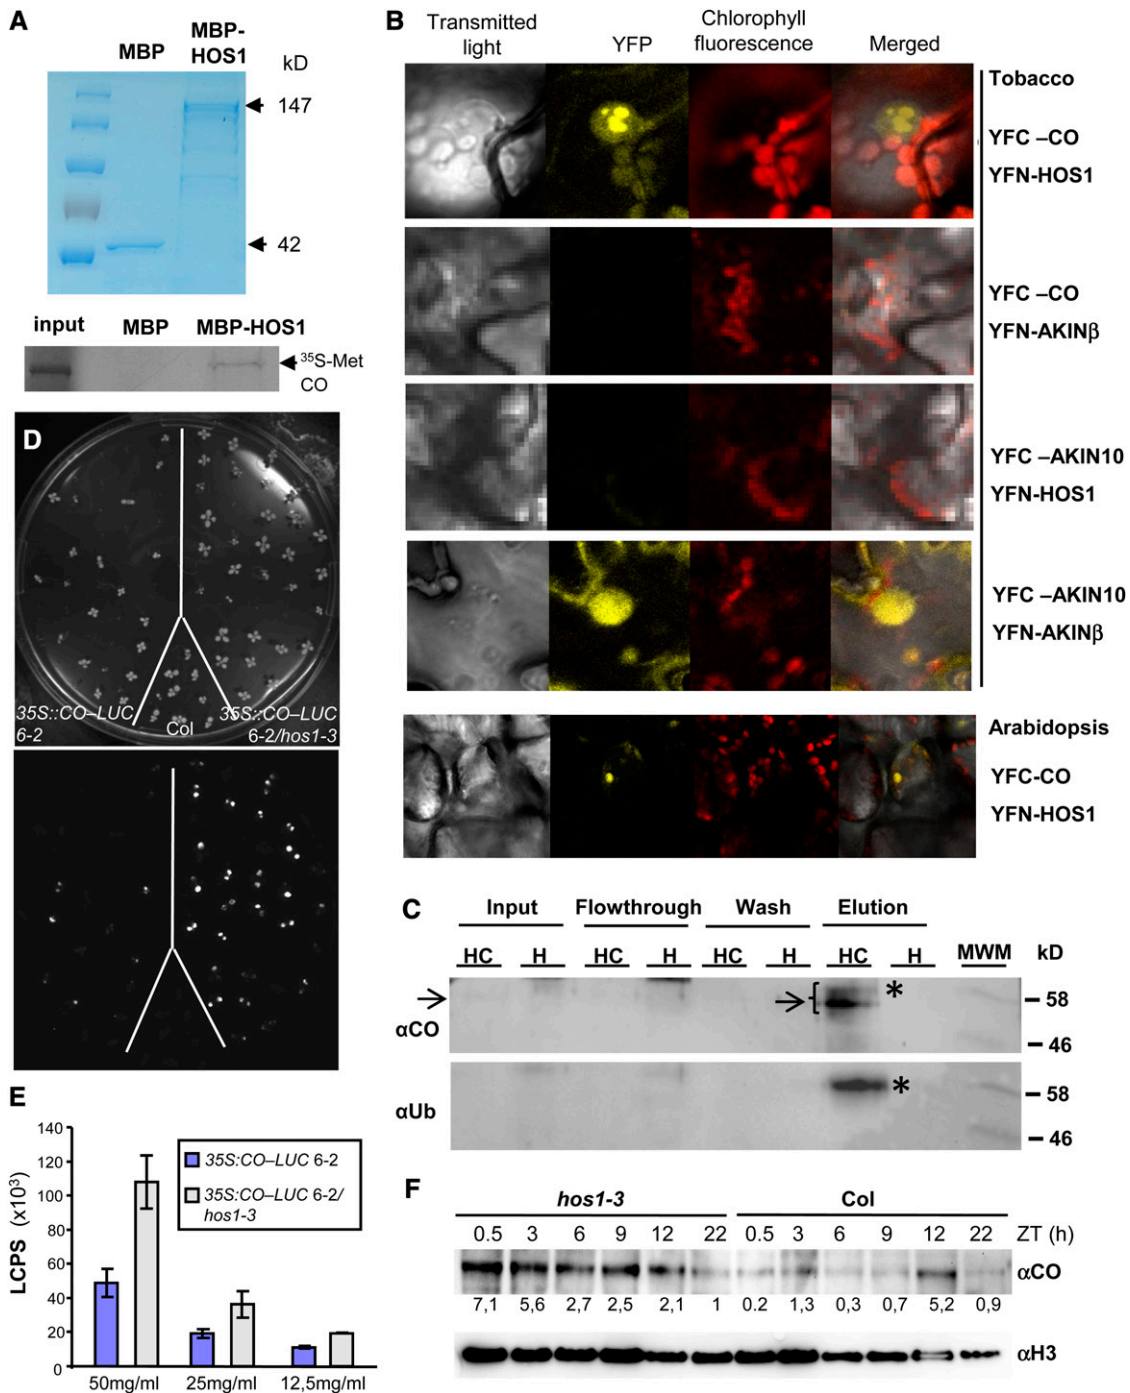 A
MBP
MBP-
HOS1
kD
147
42
input
MBP
MBP-HOS1
35S-Met
CO
B
Transmitted
light
YFP
Chlorophyll
fluorescence
Merged
Tobacco
YFC –CO
YFN-HOS1
YFC –CO
YFN-AKINβ
YFC –AKIN10
YFN-HOS1
YFC –AKIN10
YFN-AKINβ
Arabidopsis
YFC-CO
YFN-HOS1
D
35S::CO–LUC
6-2
Col
35S::CO–LUC
6-2/hos1-3
C
Input
Flowthrough
Wash
Elution
HC H HC H HC H HC H MWM kD
αCO
*
58
46
αUb
*
58
46
E
LCPS (x10³)
140
120
100
80
60
40
20
0
35S:CO–LUC 6-2
35S:CO–LUC 6-2/
hos1-3
50mg/ml 25mg/ml 12,5mg/ml
F
hos1-3 Col
0.5 3 6 9 12 22 0.5 3 6 9 12 22 ZT (h)
αCO
7,1 5,6 2,7 2,5 2,1 1 0.2 1,3 0,3 0,7 5,2 0,9
αH3